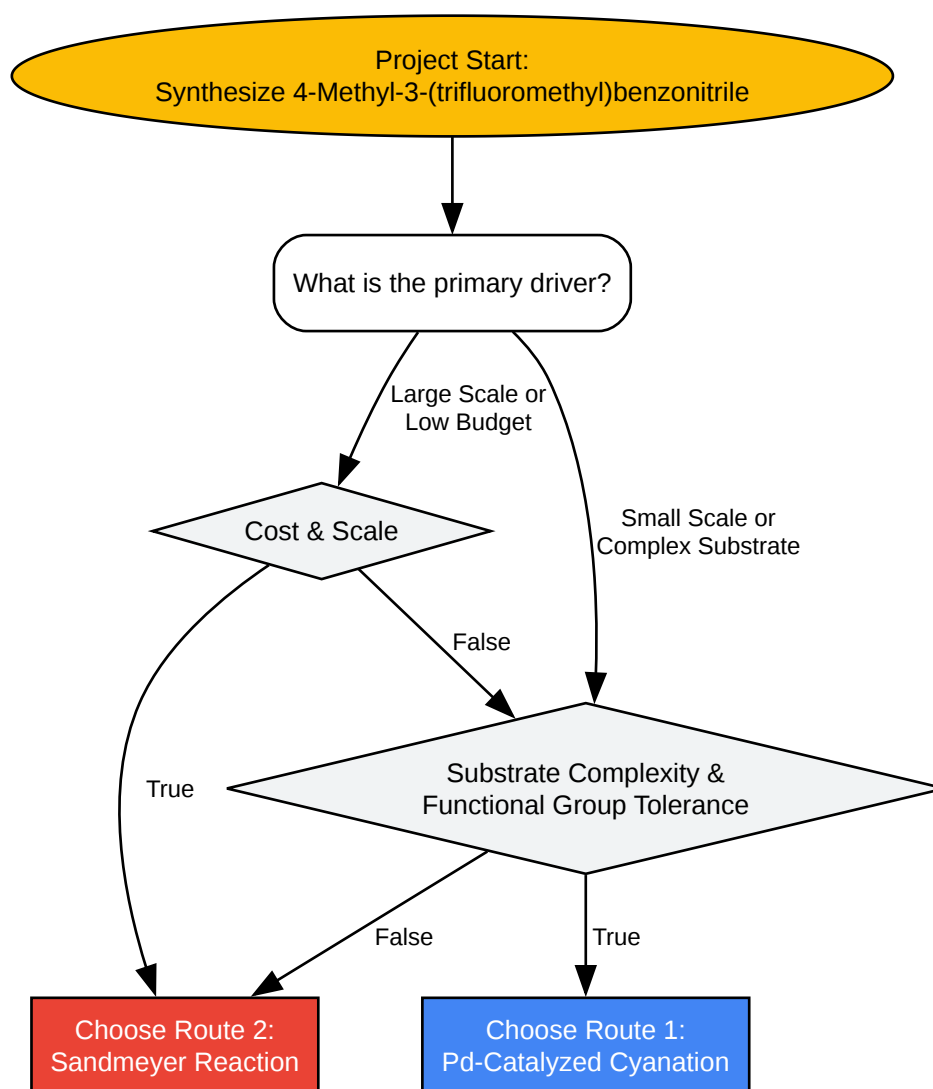 Project Start:
Synthesize 4-Methyl-3-(trifluoromethyl)benzonitrile
What is the primary driver?
Large Scale or
Low Budget
Cost & Scale
Small Scale or
Complex Substrate
False
Substrate Complexity &
Functional Group Tolerance
True
False
True
Choose Route 2:
Sandmeyer Reaction
Choose Route 1:
Pd-Catalyzed Cyanation